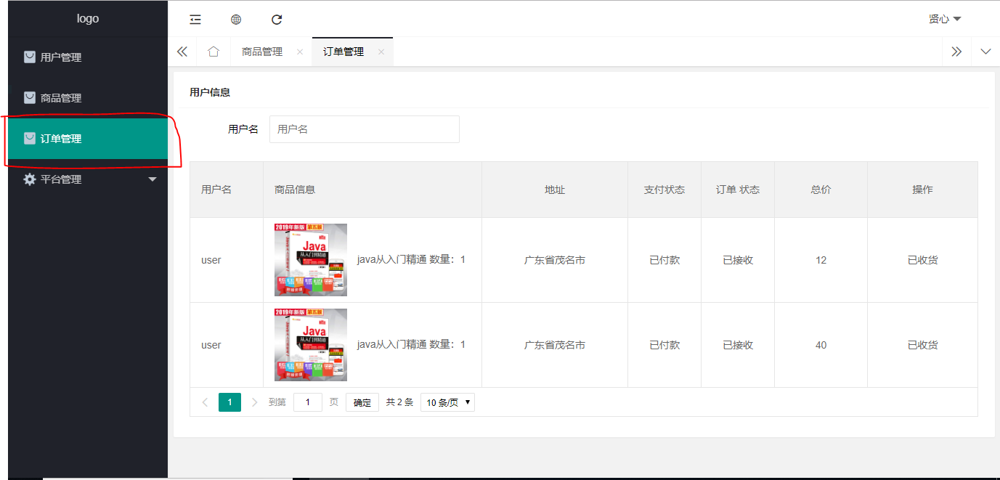 logo
贤心
用户管理
商品管理
订单管理
平台管理
商品管理
订单管理
用户信息
用户名 用户名
用户名 商品信息 地址 支付状态 订单 状态 总价 操作
2019年新版 第五版
Java
从入门到精通
user java从入门精通 数量：1 广东省茂名市 已付款 已接收 12 已收货
2019年新版 第五版
Java
从入门到精通
user java从入门精通 数量：1 广东省茂名市 已付款 已接收 40 已收货
1 到第 1 页 确定 共 2 条 10 条/页